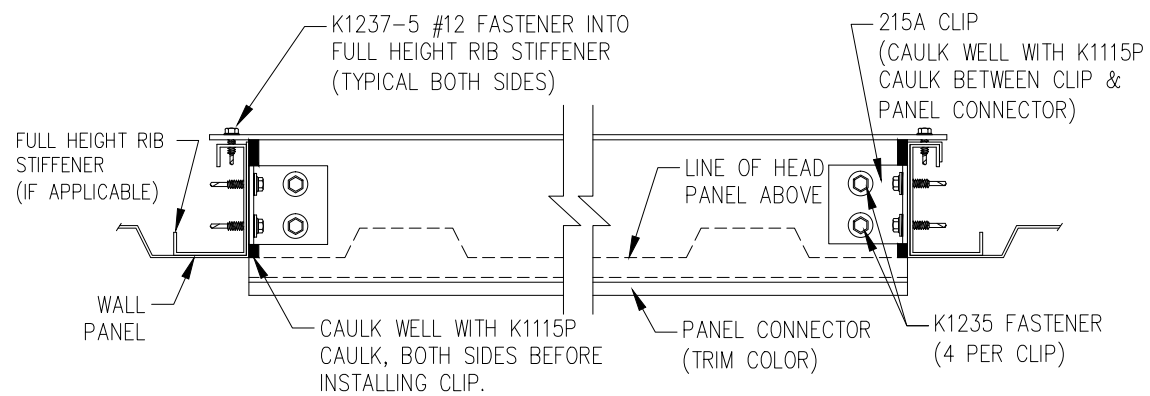 K1237-5 #12 FASTENER INTO
FULL HEIGHT RIB STIFFENER
(TYPICAL BOTH SIDES)
215A CLIP
(CAULK WELL WITH K1115P
CAULK BETWEEN CLIP &
PANEL CONNECTOR)
FULL HEIGHT RIB
STIFFENER
(IF APPLICABLE)
LINE OF HEAD
PANEL ABOVE
WALL
PANEL
CAULK WELL WITH K1115P
CAULK, BOTH SIDES BEFORE
INSTALLING CLIP.
PANEL CONNECTOR
(TRIM COLOR)
K1235 FASTENER
(4 PER CLIP)